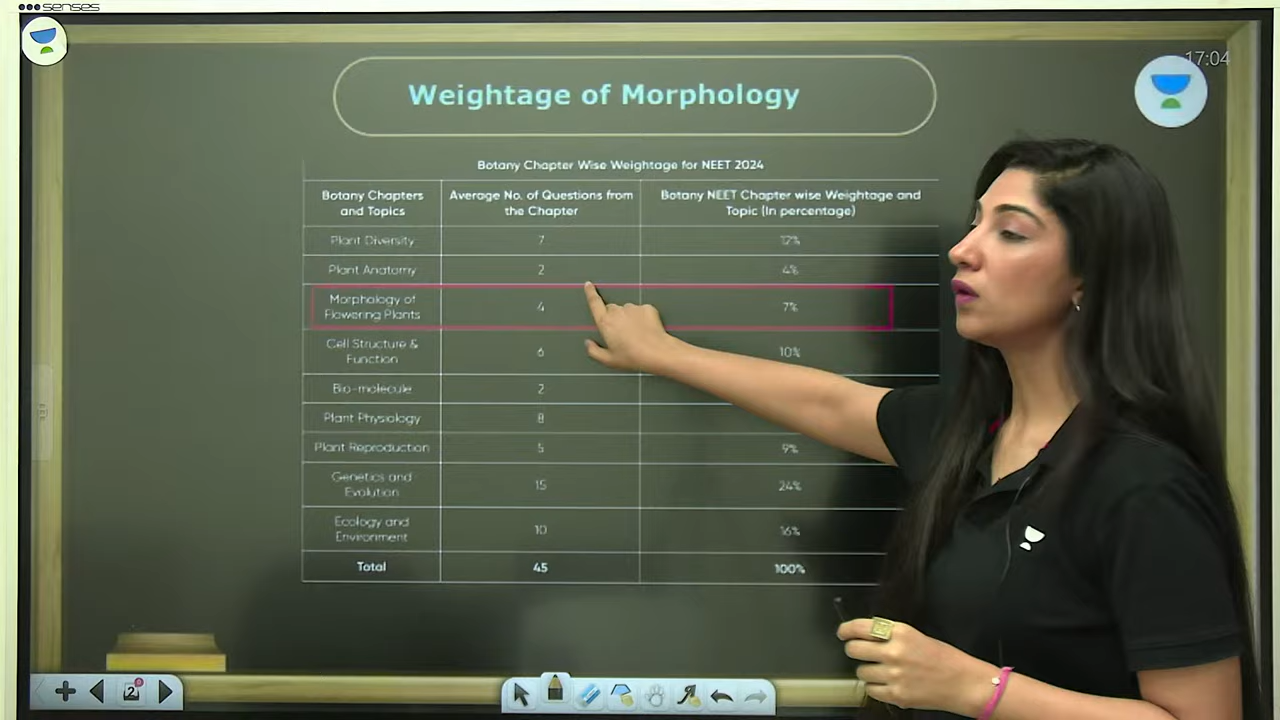 senses
17:04
Weightage of Morphology
Botany Chapter Wise Weightage for NEET 2024
Botany Chapters and Topics
Average No. of Questions from the Chapter
Botany NEET Chapter wise Weightage and Topic (In percentage)
Plant Diversity 7 12%
Plant Anatomy 2 4%
Morphology of Flowering Plants 4 7%
Cell Structure & Function 6 10%
Bio-molecule 2
Plant Physiology 8
Plant Reproduction 5 9%
Genetics and Evolution 15 24%
Ecology and Environment 10 16%
Total 45 100%
2